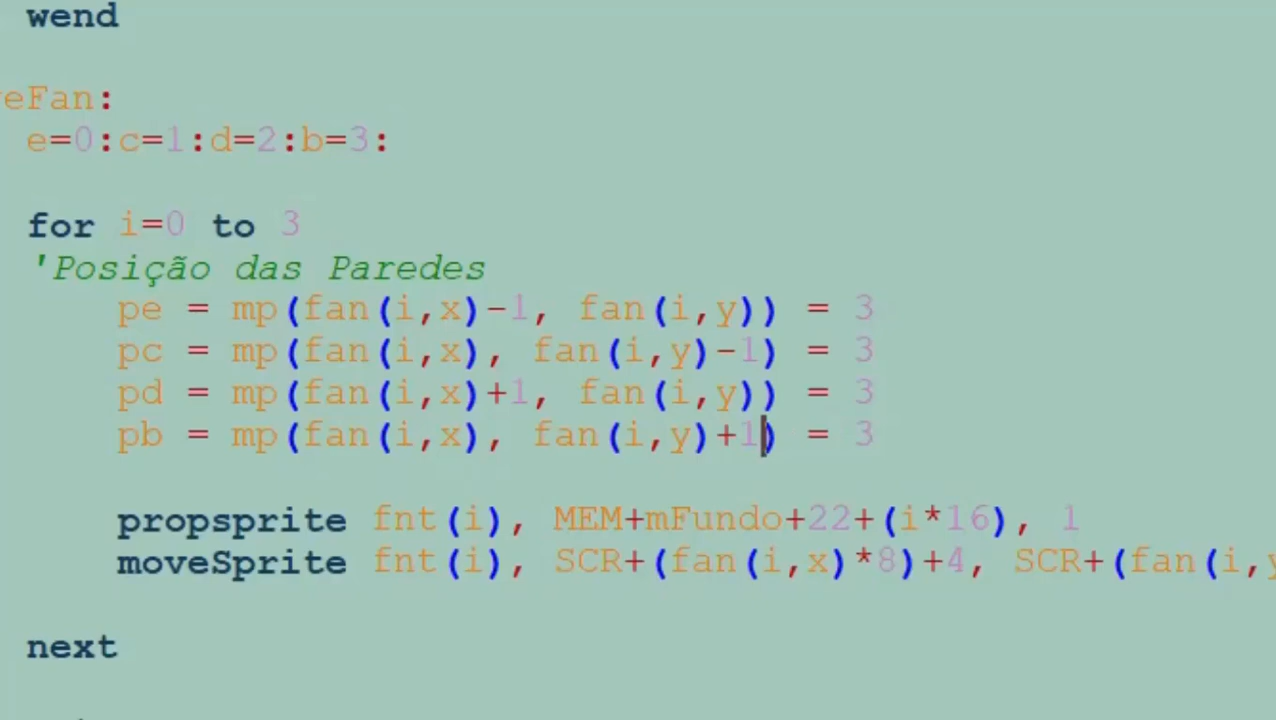 wend
eFan:
e=0:c=1:d=2:b=3:
for i=0 to 3
'Posição das Paredes
pe = mp(fan(i,x)-1, fan(i,y)) = 3
pc = mp(fan(i,x), fan(i,y)-1) = 3
pd = mp(fan(i,x)+1, fan(i,y)) = 3
pb = mp(fan(i,x), fan(i,y)+1) = 3
propsprite fnt(i), MEM+mFundo+22+(i*16), 1
moveSprite fnt(i), SCR+(fan(i,x)*8)+4, SCR+(fan(i,y
next